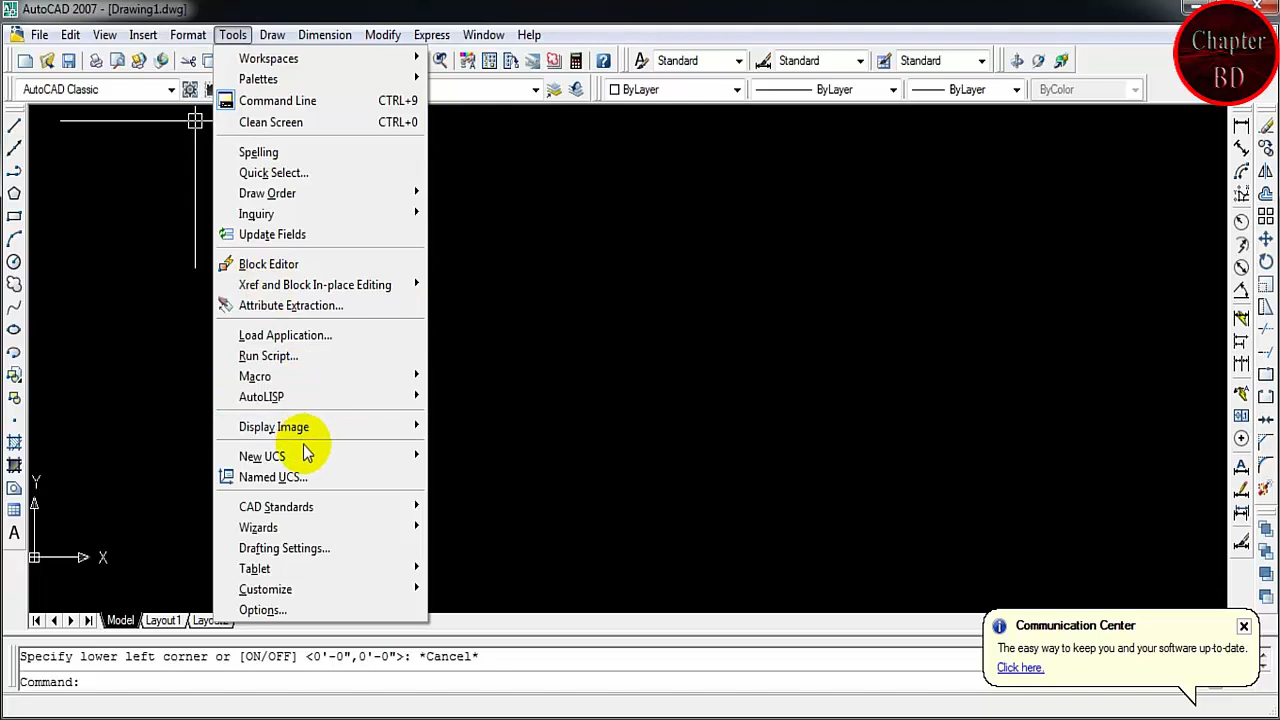 AutoCAD 2007 - [Drawing1.dwg]
File Edit View Insert Format Tools Draw Dimension Modify Express Window Help
Standard Standard Standard
AutoCAD Classic ByLayer ByLayer ByLayer ByColor
Chapter
BD
Workspaces
Palettes
Command Line CTRL+9
Clean Screen CTRL+0
Spelling
Quick Select...
Draw Order
Inquiry
Update Fields
Block Editor
Xref and Block In-place Editing
Attribute Extraction...
Load Application...
Run Script...
Macro
AutoLISP
Display Image
New UCS
Named UCS...
CAD Standards
Wizards
Drafting Settings...
Tablet
Customize
Options...
Y
X
A
Model Layout1
Communication Center
The easy way to keep you and your software up-to-date.
Click here.
Specify lower left corner or [ON/OFF] <0'-0",0'-0">: *Cancel*
Command: